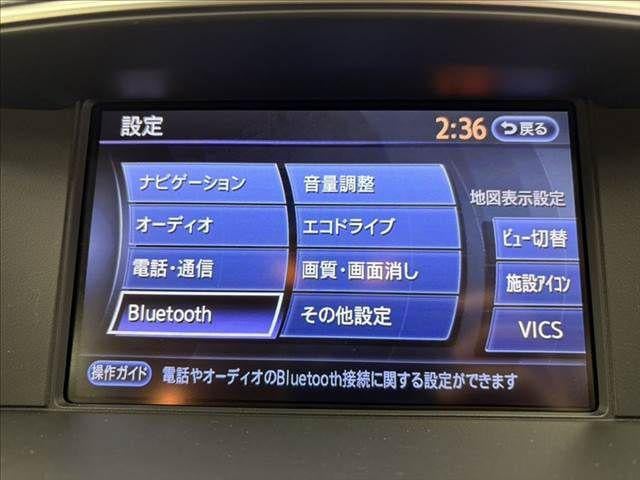 設定
2:36
戻る
ナビゲーション
音量調整
地図表示設定
オーディオ
エコドライブ
ビュー切替
電話・通信
画質・画面消し
施設アイコン
Bluetooth
その他設定
VICS
操作ガイド 電話やオーディオのBluetooth接続に関する設定ができます